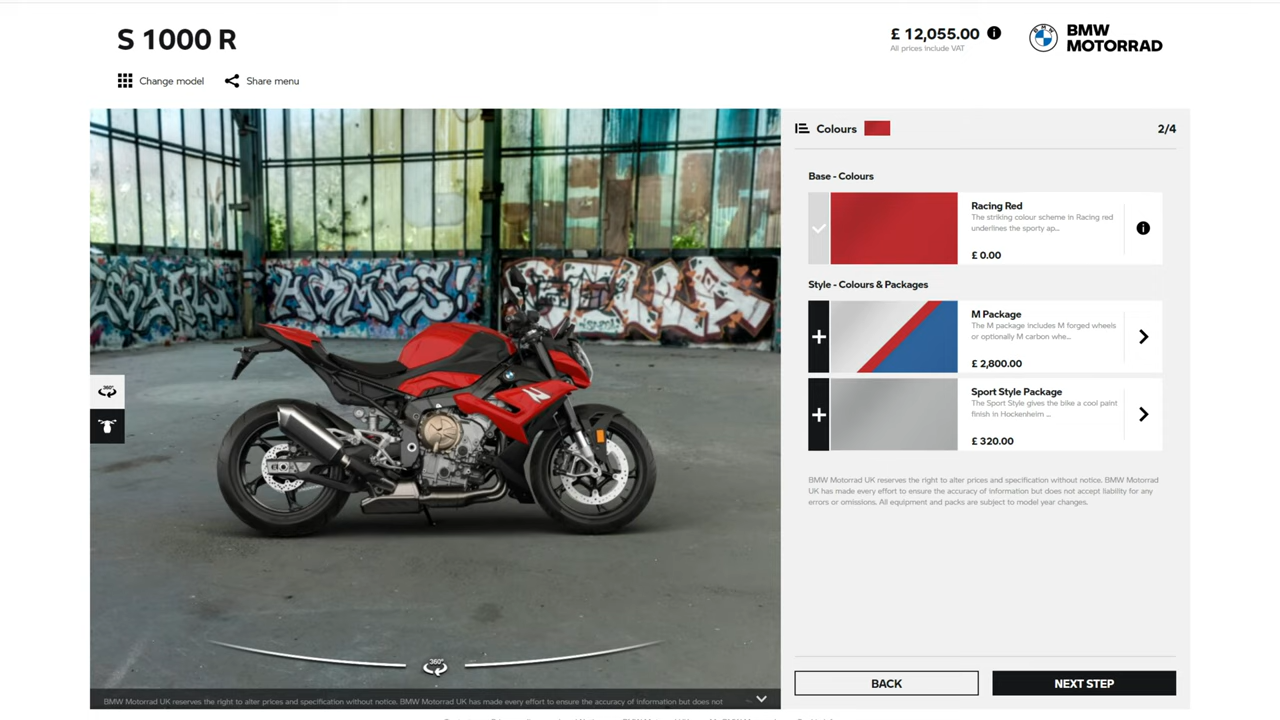 S 1000 R
£ 12,055.00
All prices include VAT
BMW
MOTORRAD
Change model
Share menu
Colours
2/4
Base - Colours
Racing Red
The striking colour scheme in Racing red
underlines the sporty ap...
£ 0.00
Style - Colours & Packages
M Package
The M package includes M forged wheels
or optionally M carbon whe...
£ 2,800.00
Sport Style Package
The Sport Style gives the bike a cool paint
finish in Hockenheim ...
£ 320.00
BMW Motorrad UK reserves the right to alter prices and specification without notice. BMW Motorrad
UK has made every effort to ensure the accuracy of information but does not accept liability for any
errors or omissions. All equipment and packs are subject to model year changes.
360°
R
360°
BMW Motorrad UK reserves the right to alter prices and specification without notice. BMW Motorrad UK has made every effort to ensure the accuracy of information but does not
BACK
NEXT STEP